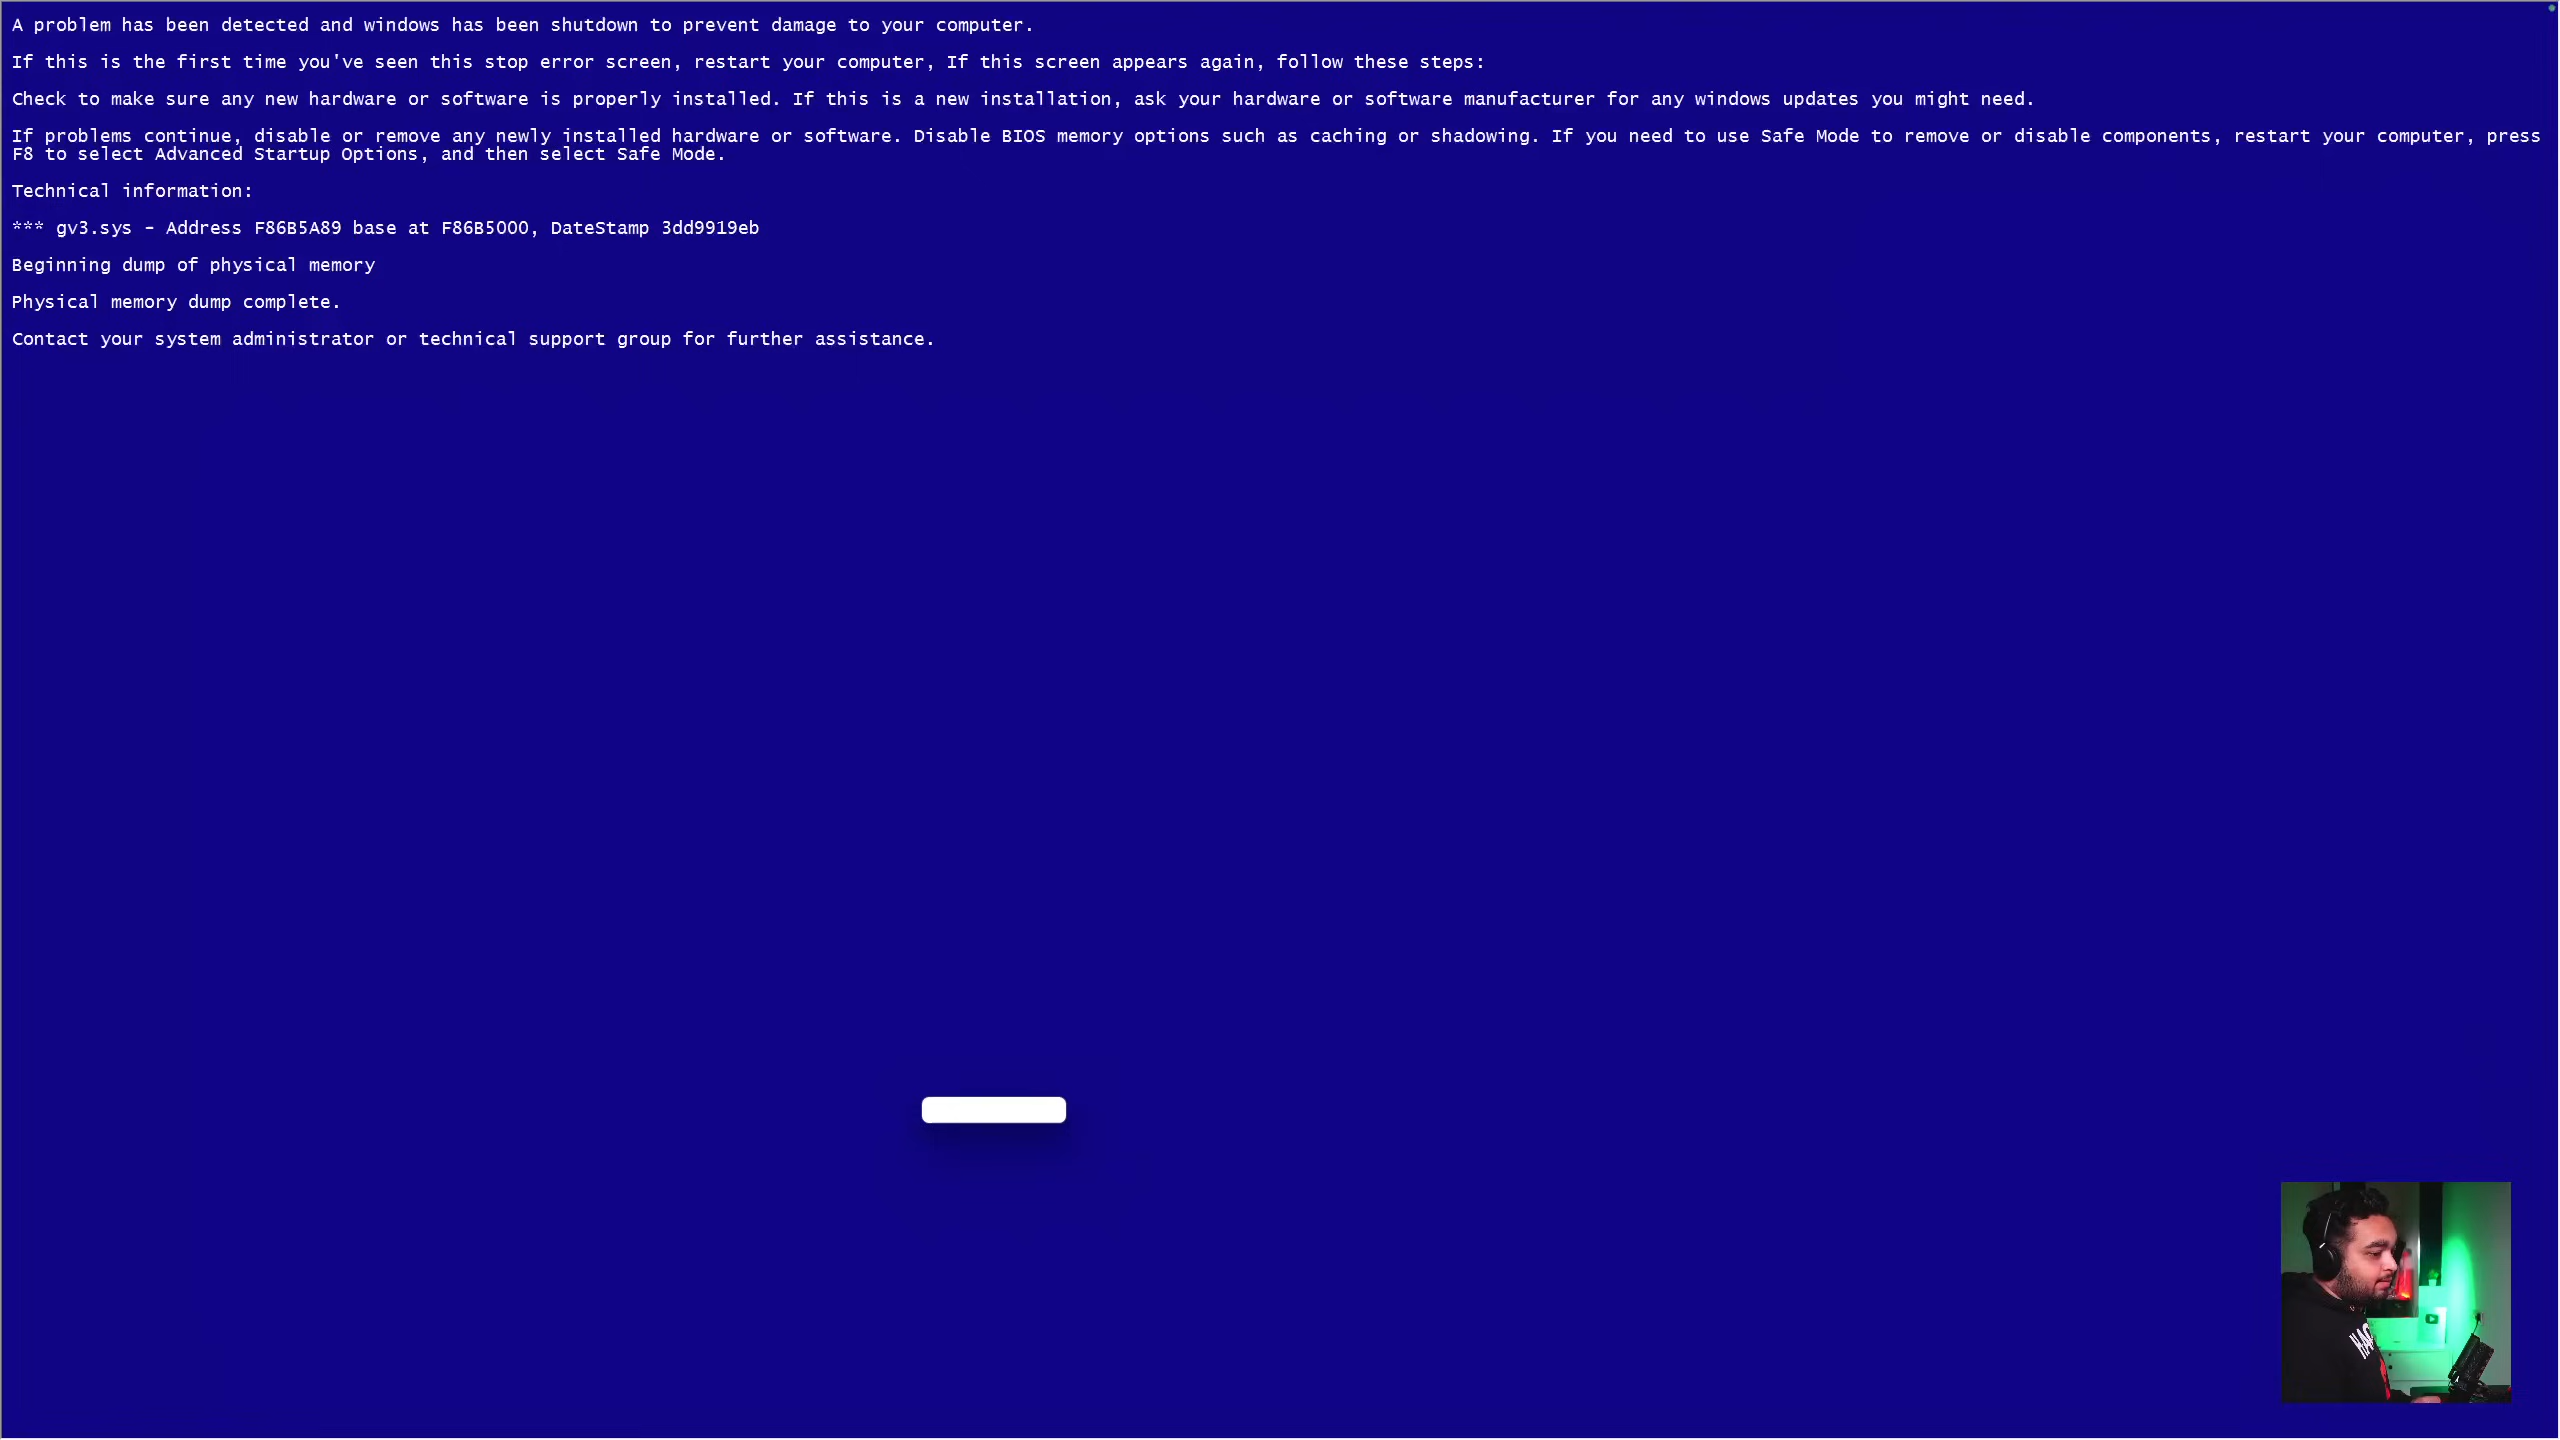 A problem has been detected and windows has been shutdown to prevent damage to your computer.
If this is the first time you've seen this stop error screen, restart your computer, If this screen appears again, follow these steps:
Check to make sure any new hardware or software is properly installed. If this is a new installation, ask your hardware or software manufacturer for any windows updates you might need.
If problems continue, disable or remove any newly installed hardware or software. Disable BIOS memory options such as caching or shadowing. If you need to use Safe Mode to remove or disable components, restart your computer, press
F8 to select Advanced Startup Options, and then select Safe Mode.
Technical information:
*** gv3.sys - Address F86B5A89 base at F86B5000, DateStamp 3dd9919eb
Beginning dump of physical memory
Physical memory dump complete.
Contact your system administrator or technical support group for further assistance.